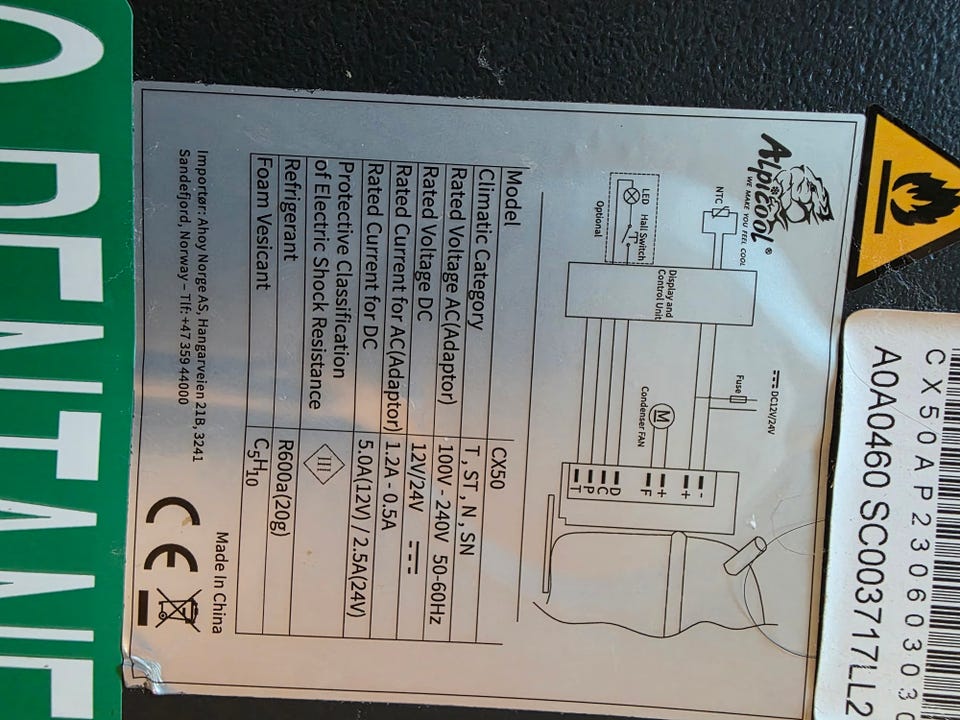 Alpicool®
WE MAKE YOU FEEL COOL
NTC
LED
Hall Switch
Optional
Display and
Control Unit
DC12V/24V
Fuse
M
Condenser FAN
-
+
+
F
D
C
P
T
Model CX50
Climatic Category T , ST , N , SN
Rated Voltage AC(Adaptor) 100V - 240V 50-60Hz
Rated Voltage DC 12V/24V
Rated Current for AC(Adaptor) 1.2A - 0.5A
Rated Current for DC 5.0A(12V) / 2.5A(24V)
Protective Classification
of Electric Shock Resistance III
Refrigerant R600a(20g)
Foam Vesicant C5H10
Made In China
Importør: Ahoy Norge AS, Hangarveien 21B, 3241
Sandefjord, Norway – Tlf: +47 359 44000
CE
CX50AP23060303
A0A0460 SC003717LL2